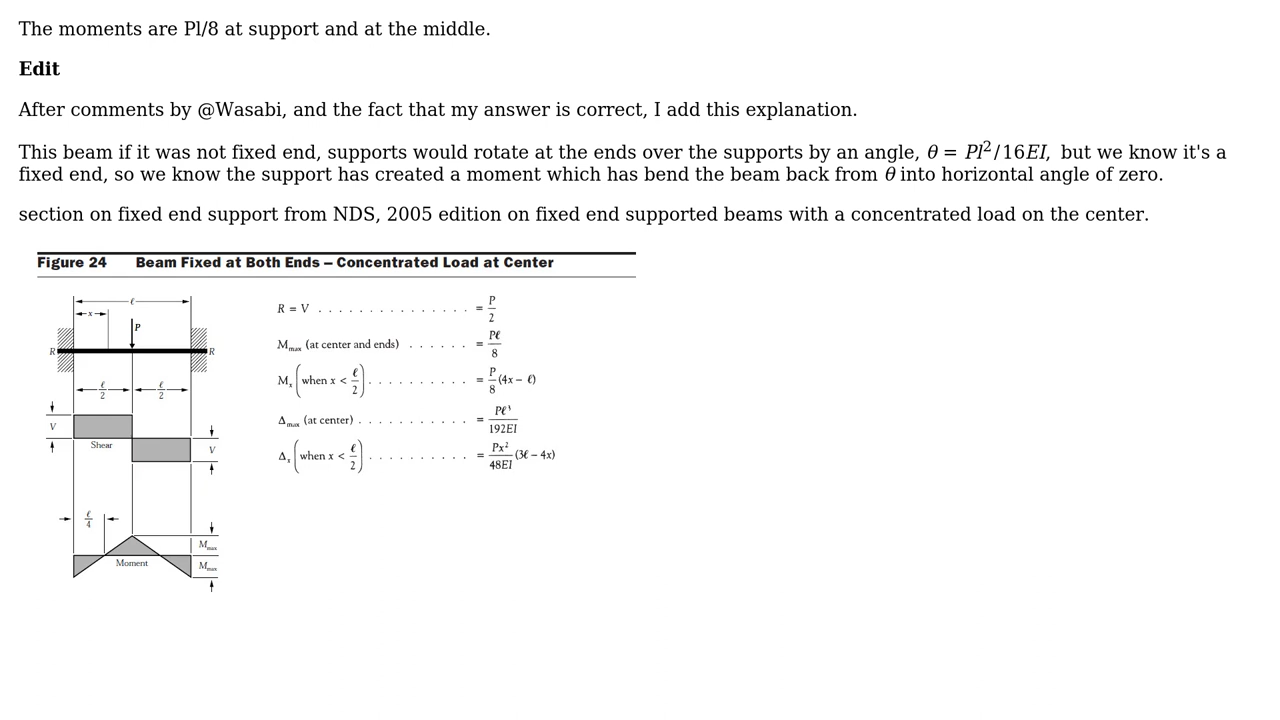 The moments are Pl/8 at support and at the middle.
Edit
After comments by @Wasabi, and the fact that my answer is correct, I add this explanation.
This beam if it was not fixed end, supports would rotate at the ends over the supports by an angle, θ = Pl²/16EI, but we know it's a
fixed end, so we know the support has created a moment which has bend the beam back from θ into horizontal angle of zero.
section on fixed end support from NDS, 2005 edition on fixed end supported beams with a concentrated load on the center.
Figure 24 Beam Fixed at Both Ends – Concentrated Load at Center
ℓ
x
P
R R
ℓ/2 ℓ/2
V
Shear
V
ℓ/4
Moment
M_max
M_max
R = V . . . . . . . . . . . . . . . = P/2
M_max (at center and ends) . . . . . . = Pℓ/8
M_x (when x < ℓ/2) . . . . . . . . . . = P/8 (4x – ℓ)
Δ_max (at center) . . . . . . . . . . . = Pℓ³/192EI
Δ_x (when x < ℓ/2) . . . . . . . . . . = Px²/48EI (3ℓ – 4x)